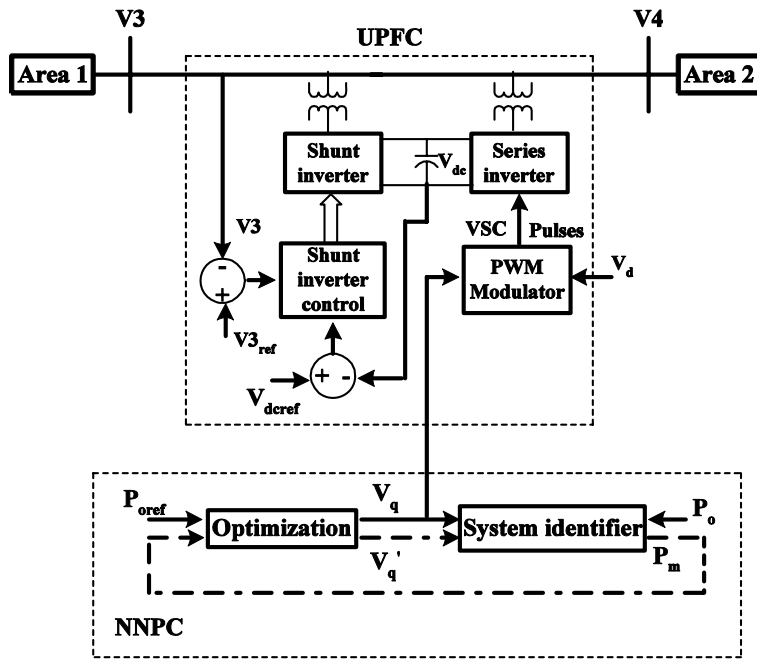 V3
V4
UPFC
Area 1
Area 2
Shunt
inverter
Vdc
Series
inverter
V3
VSC Pulses
-
+
Shunt
inverter
control
PWM
Modulator
Vd
V3ref
+ -
Vdcref
Poref
Vq
Po
Optimization
System identifier
Vq'
Pm
NNPC